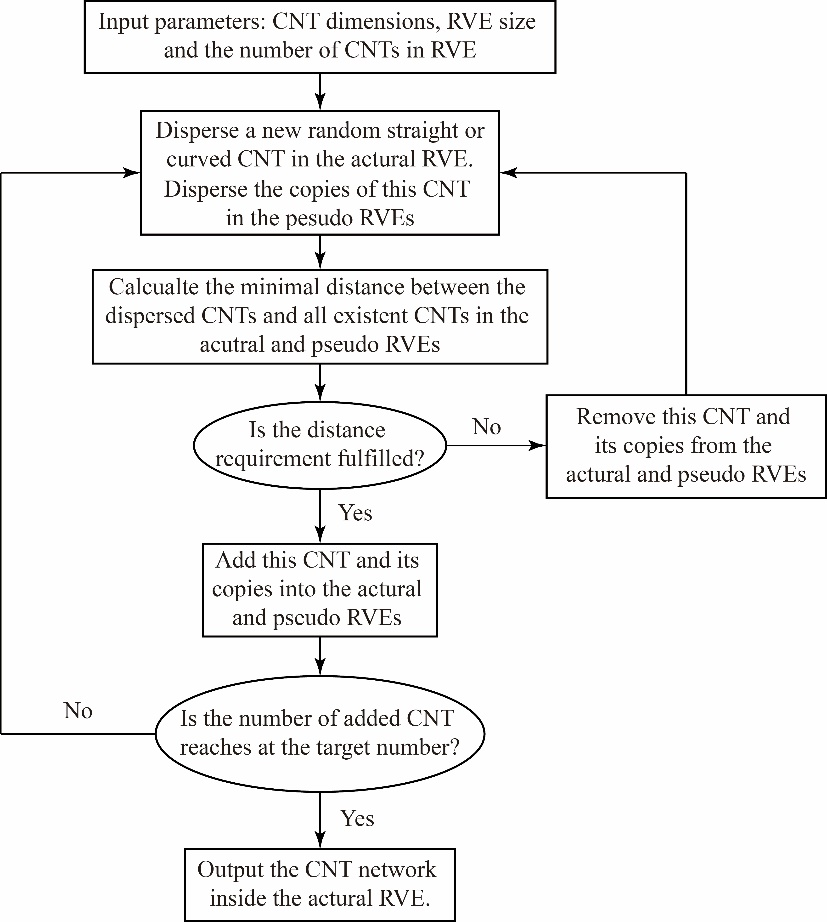 Input parameters: CNT dimensions, RVE size
and the number of CNTs in RVE
Disperse a new random straight or
curved CNT in the actural RVE.
Disperse the copies of this CNT
in the pesudo RVEs
Calcualte the minimal distance between the
dispersed CNTs and all existent CNTs in the
acutral and pseudo RVEs
Is the distance
requirement fulfilled?
No
Remove this CNT and
its copies from the
actural and pseudo RVEs
Yes
Add this CNT and its
copies into the actural
and pseudo RVEs
No
Is the number of added CNT
reaches at the target number?
Yes
Output the CNT network
inside the actural RVE.